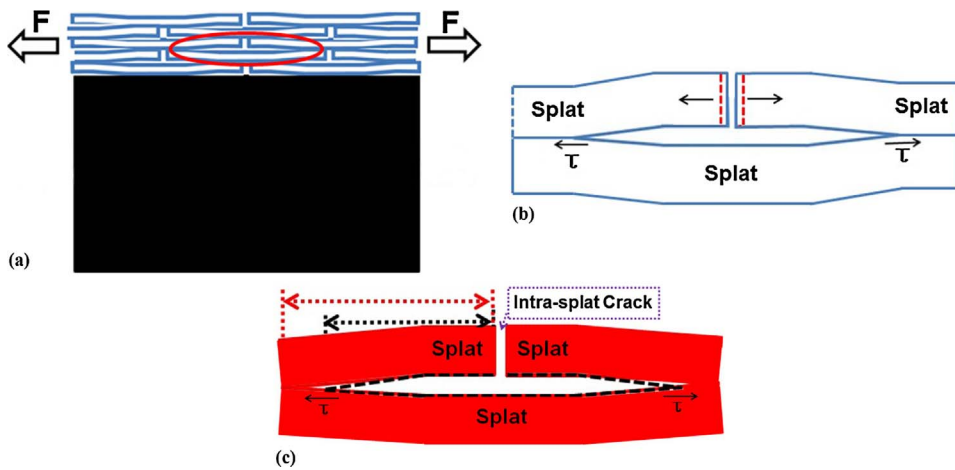 F
F
(a)
Splat
Splat
τ
τ
Splat
(b)
Intra-splat Crack
Splat
Splat
τ
τ
Splat
(c)